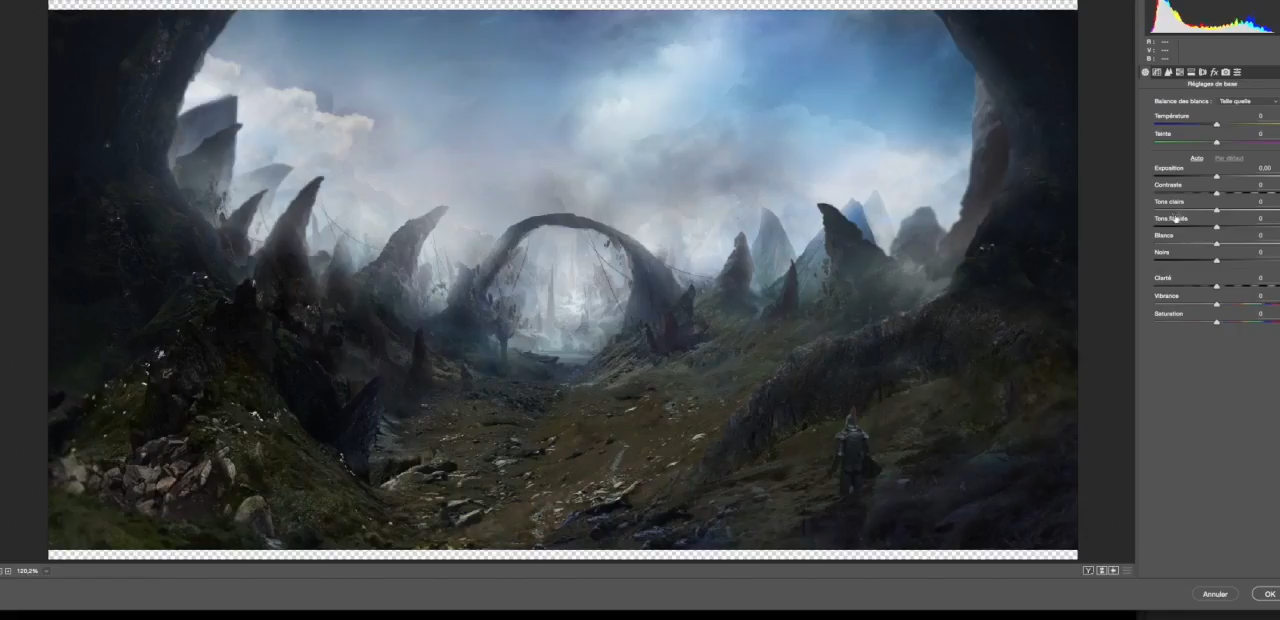 R : ---
V : ---
B : ---
fx
Réglages de base
Balance des blancs : Telle quelle
Température 0
Teinte 0
Auto Par défaut
Exposition 0,00
Contraste 0
Tons clairs 0
Tons 0
Blancs 0
Noirs 0
Clarté 0
Vibrance 0
Saturation 0
120,2%
Y
Annuler OK